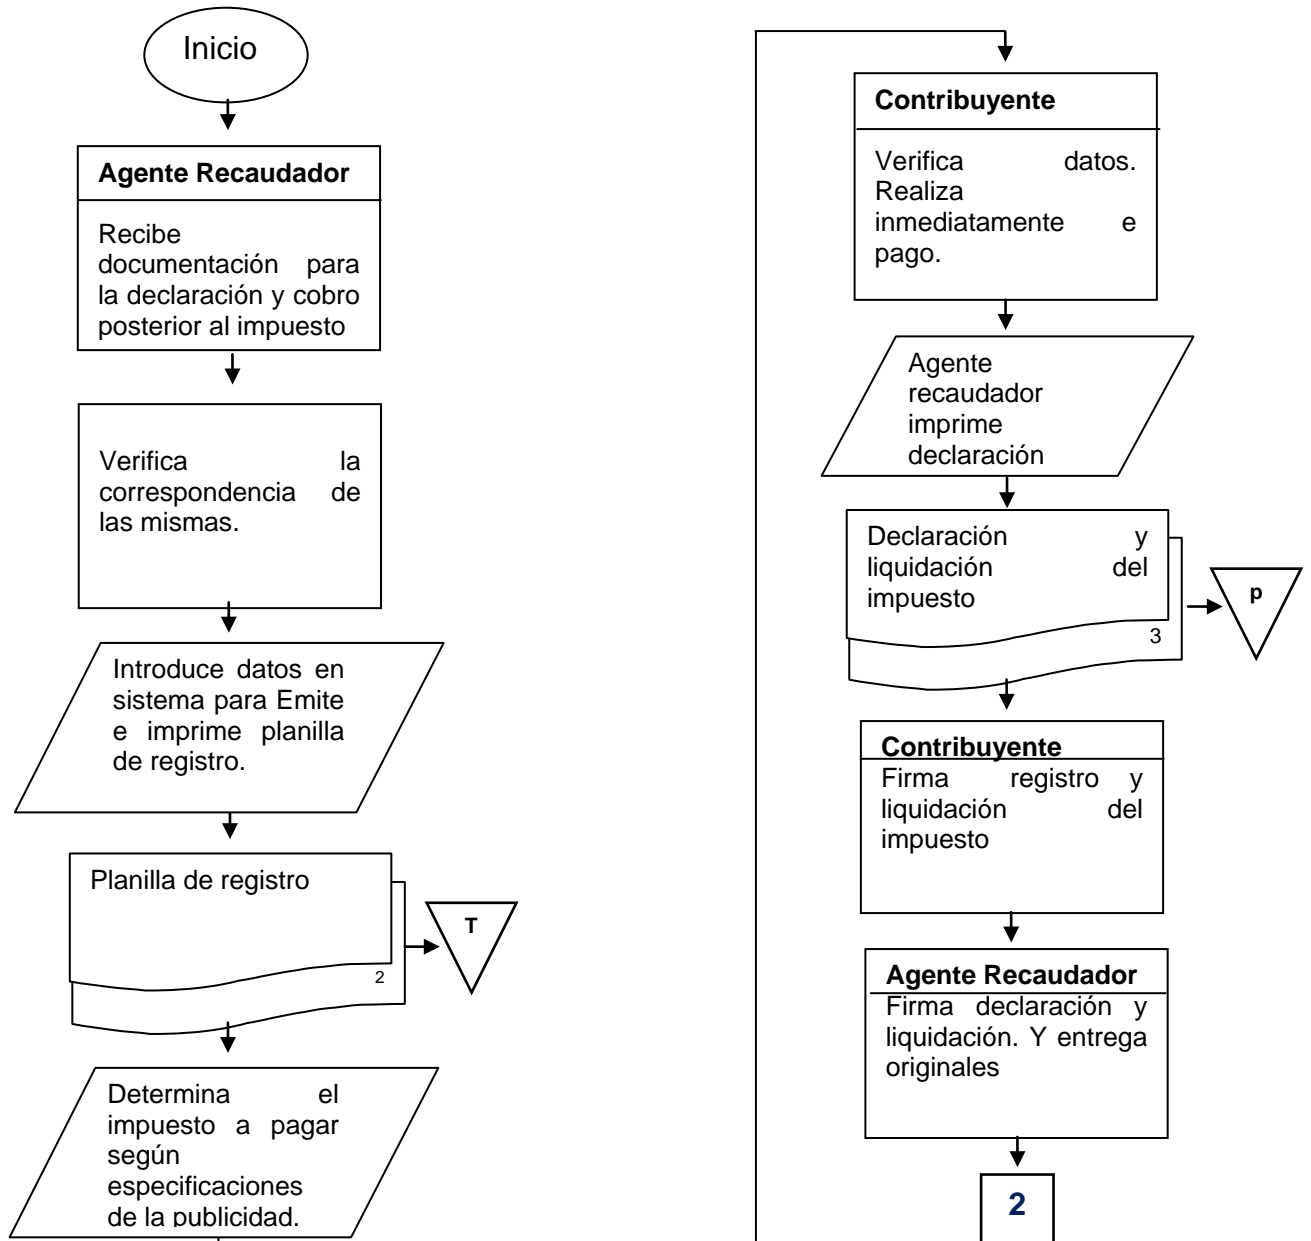 Inicio
Agente Recaudador
Recibe
documentación para
la declaración y cobro
posterior al impuesto
Verifica la
correspondencia de
las mismas.
Introduce datos en
sistema para Emite
e imprime planilla
de registro.
Planilla de registro
2
T
Determina el
impuesto a pagar
según
especificaciones
de la publicidad.
Contribuyente
Verifica datos.
Realiza
inmediatamente e
pago.
Agente
recaudador
imprime
declaración
Declaración y
liquidación del
impuesto
3
p
Contribuyente
Firma registro y
liquidación del
impuesto
Agente Recaudador
Firma declaración y
liquidación. Y entrega
originales
2